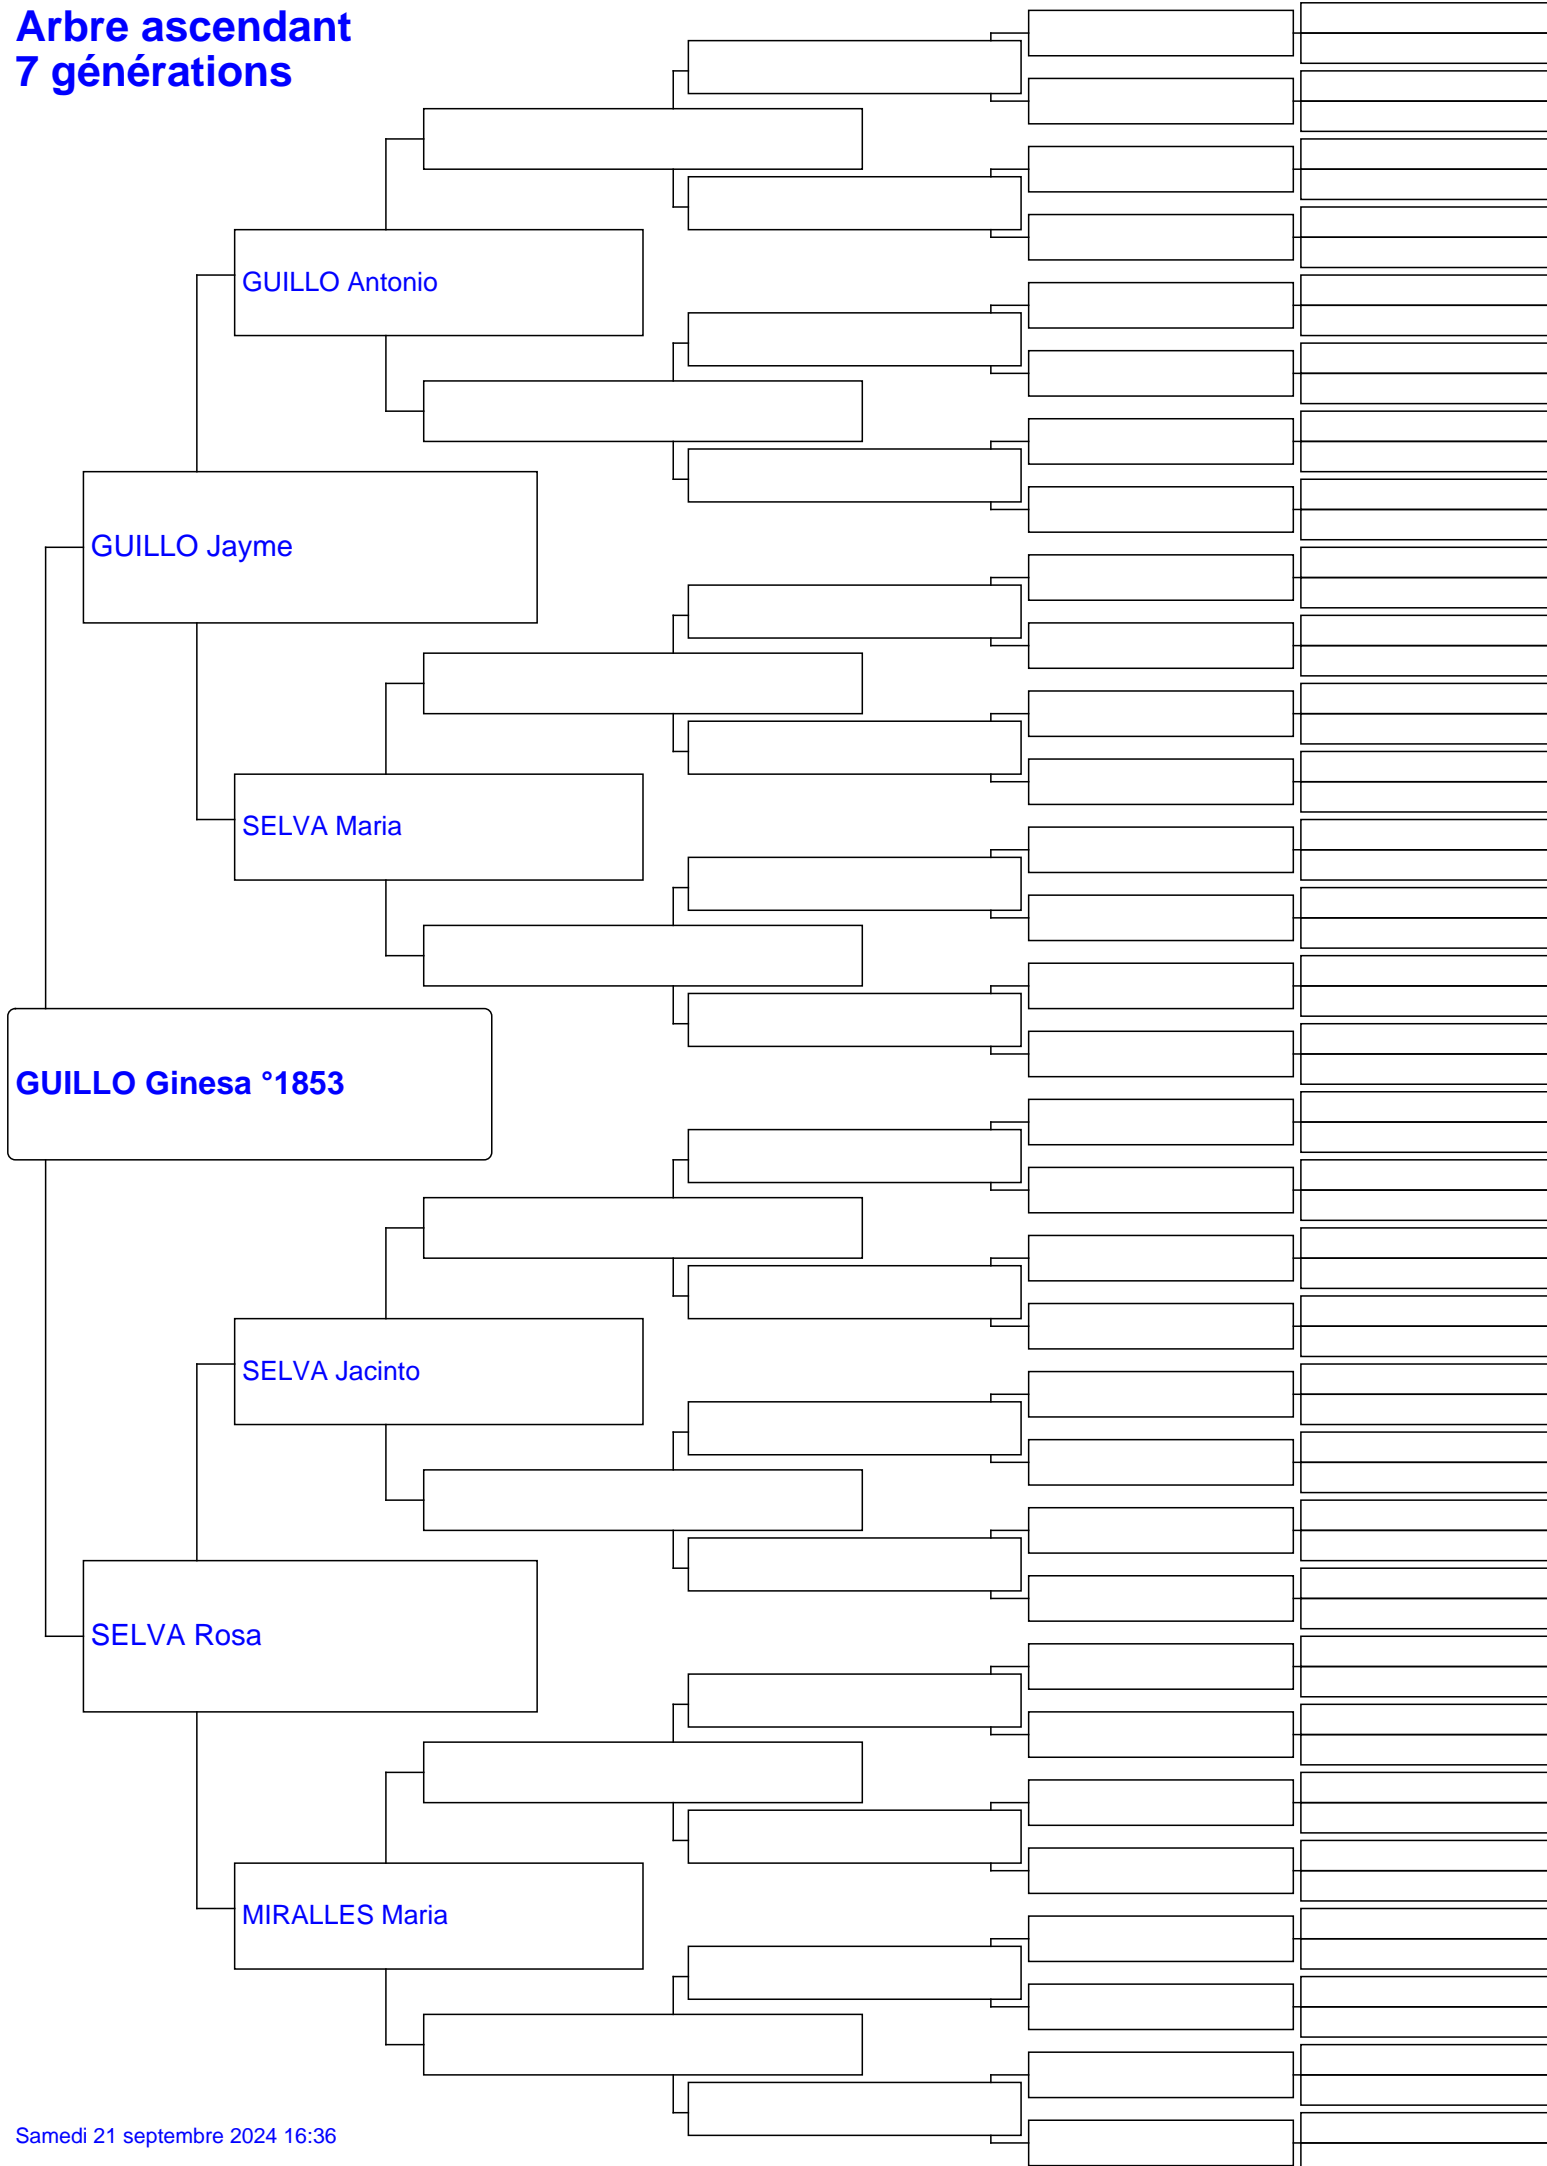 Arbre ascendant
7 générations
GUILLO Antonio
GUILLO Jayme
SELVA Maria
GUILLO Ginesa °1853
SELVA Jacinto
SELVA Rosa
MIRALLES Maria
Samedi 21 septembre 2024 16:36